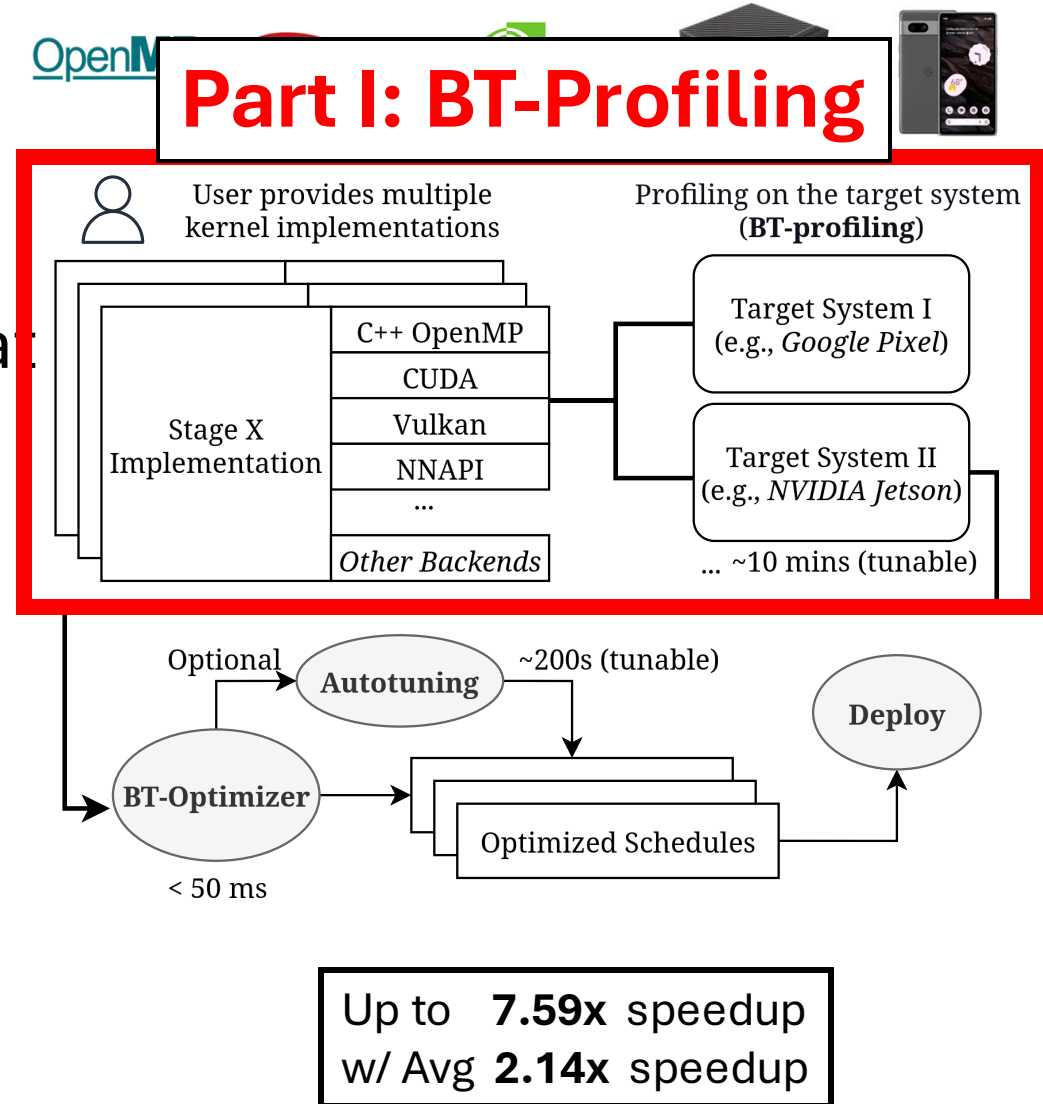 Part I: BT-Profiling
User provides multiple
kernel implementations
Profiling on the target system
(BT-profiling)
C++ OpenMP
CUDA
Vulkan
NNAPI
...
Other Backends
Stage X
Implementation
Target System I
(e.g., Google Pixel)
Target System II
(e.g., NVIDIA Jetson)
... ~10 mins (tunable)
Optional
Autotuning
~200s (tunable)
Deploy
BT-Optimizer
< 50 ms
Optimized Schedules
Up to 7.59x speedup
w/ Avg 2.14x speedup